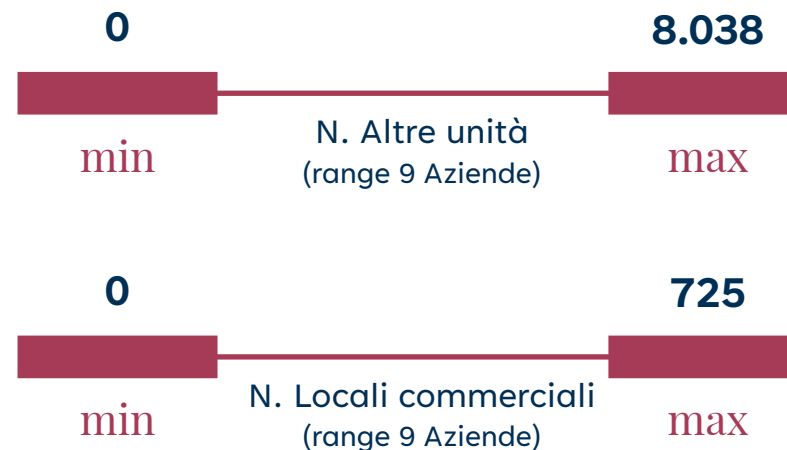 0
8.038
N. Altre unità
(range 9 Aziende)
min
max
0
725
N. Locali commerciali
(range 9 Aziende)
min
max